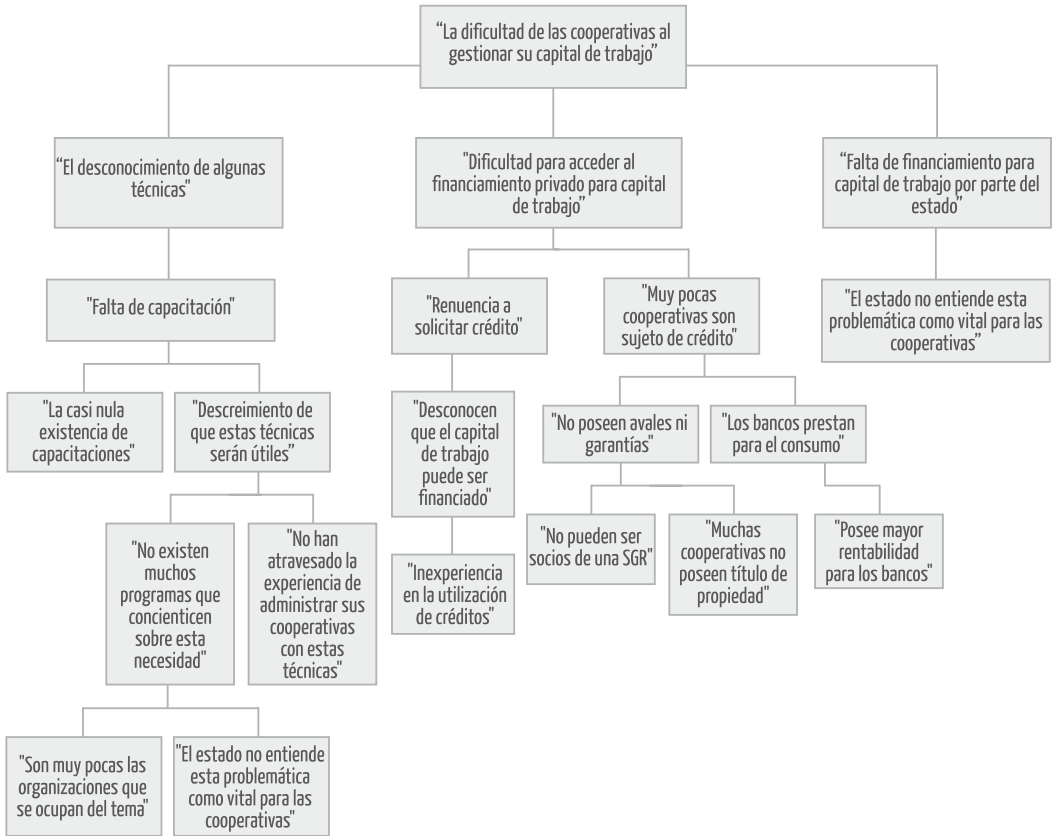 “La dificultad de las cooperativas al
gestionar su capital de trabajo”
“El desconocimiento de algunas
técnicas"
"Dificultad para acceder al
financiamiento privado para capital
de trabajo”
“Falta de financiamiento para
capital de trabajo por parte del
estado”
"Falta de capacitación"
"Renuencia a
solicitar crédito"
"Muy pocas
cooperativas son
sujeto de crédito"
"El estado no entiende esta
problemática como vital para las
cooperativas”
"La casi nula
existencia de
capacitaciones"
"Descreimiento de
que estas técnicas
serán útiles”
"Desconocen
que el capital
de trabajo
puede ser
financiado"
"No poseen avales ni
garantías"
"Los bancos prestan
para el consumo"
"No existen
muchos
programas que
concienticen
sobre esta
necesidad"
"No han
atravesado la
experiencia de
administrar sus
cooperativas
con estas
técnicas"
"Inexperiencia
en la utilización
de créditos"
"No pueden ser
socios de una SGR"
"Muchas
cooperativas no
poseen título de
propiedad"
"Posee mayor
rentabilidad
para los bancos"
"Son muy pocas las
organizaciones que
se ocupan del tema"
"El estado no entiende
esta problemática
como vital para las
cooperativas"